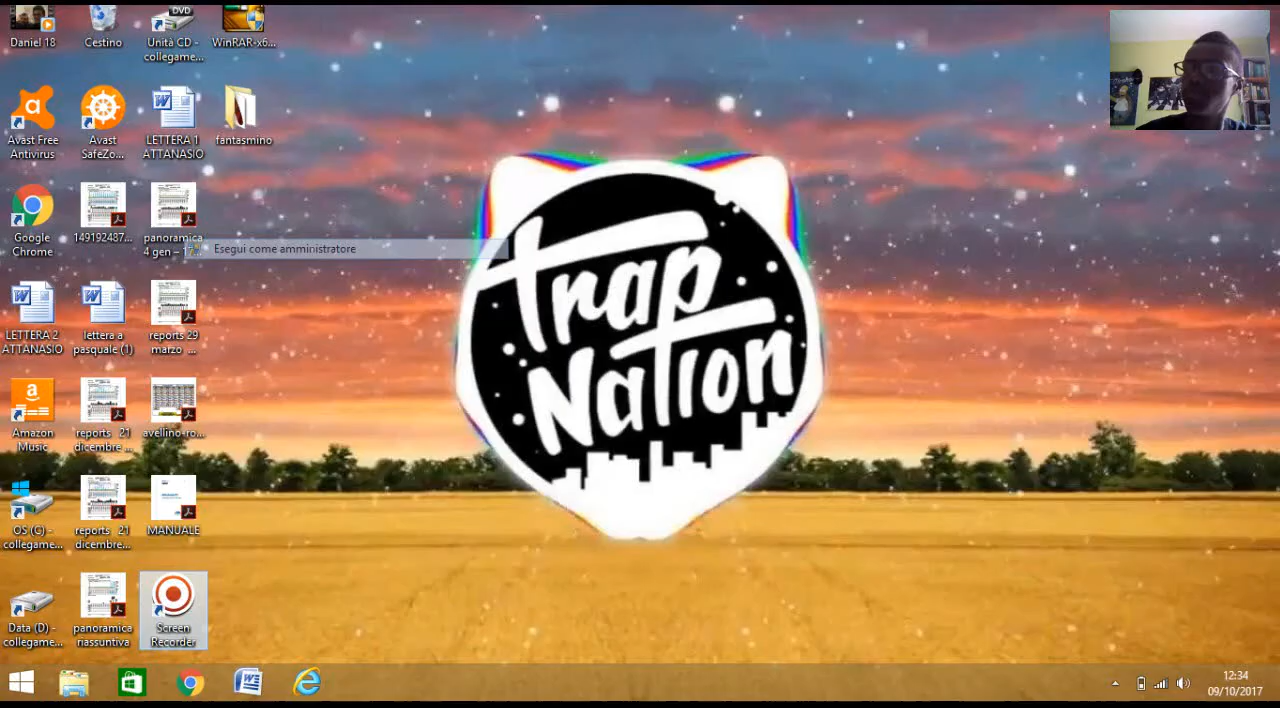 Daniel 18
Cestino
DVD
Unità CD -
collegame...
WinRAR-x6...
Avast Free
Antivirus
Avast
SafeZo...
LETTERA 1
ATTANASIO
fantasmino
Google
Chrome
149192487...
panoramica
4 gen – 1...
Esegui come amministratore
LETTERA 2
ATTANASIO
lettera a
pasquale (1)
reports 29
marzo ...
Amazon
Music
reports 21
dicembre ...
avellino-ro...
OS (C) -
collegame...
reports 21
dicembre...
MANUALE
Data (D) -
collegame...
panoramica
riassuntiva
Screen
Recorder
Trap
Nation
12:34
09/10/2017